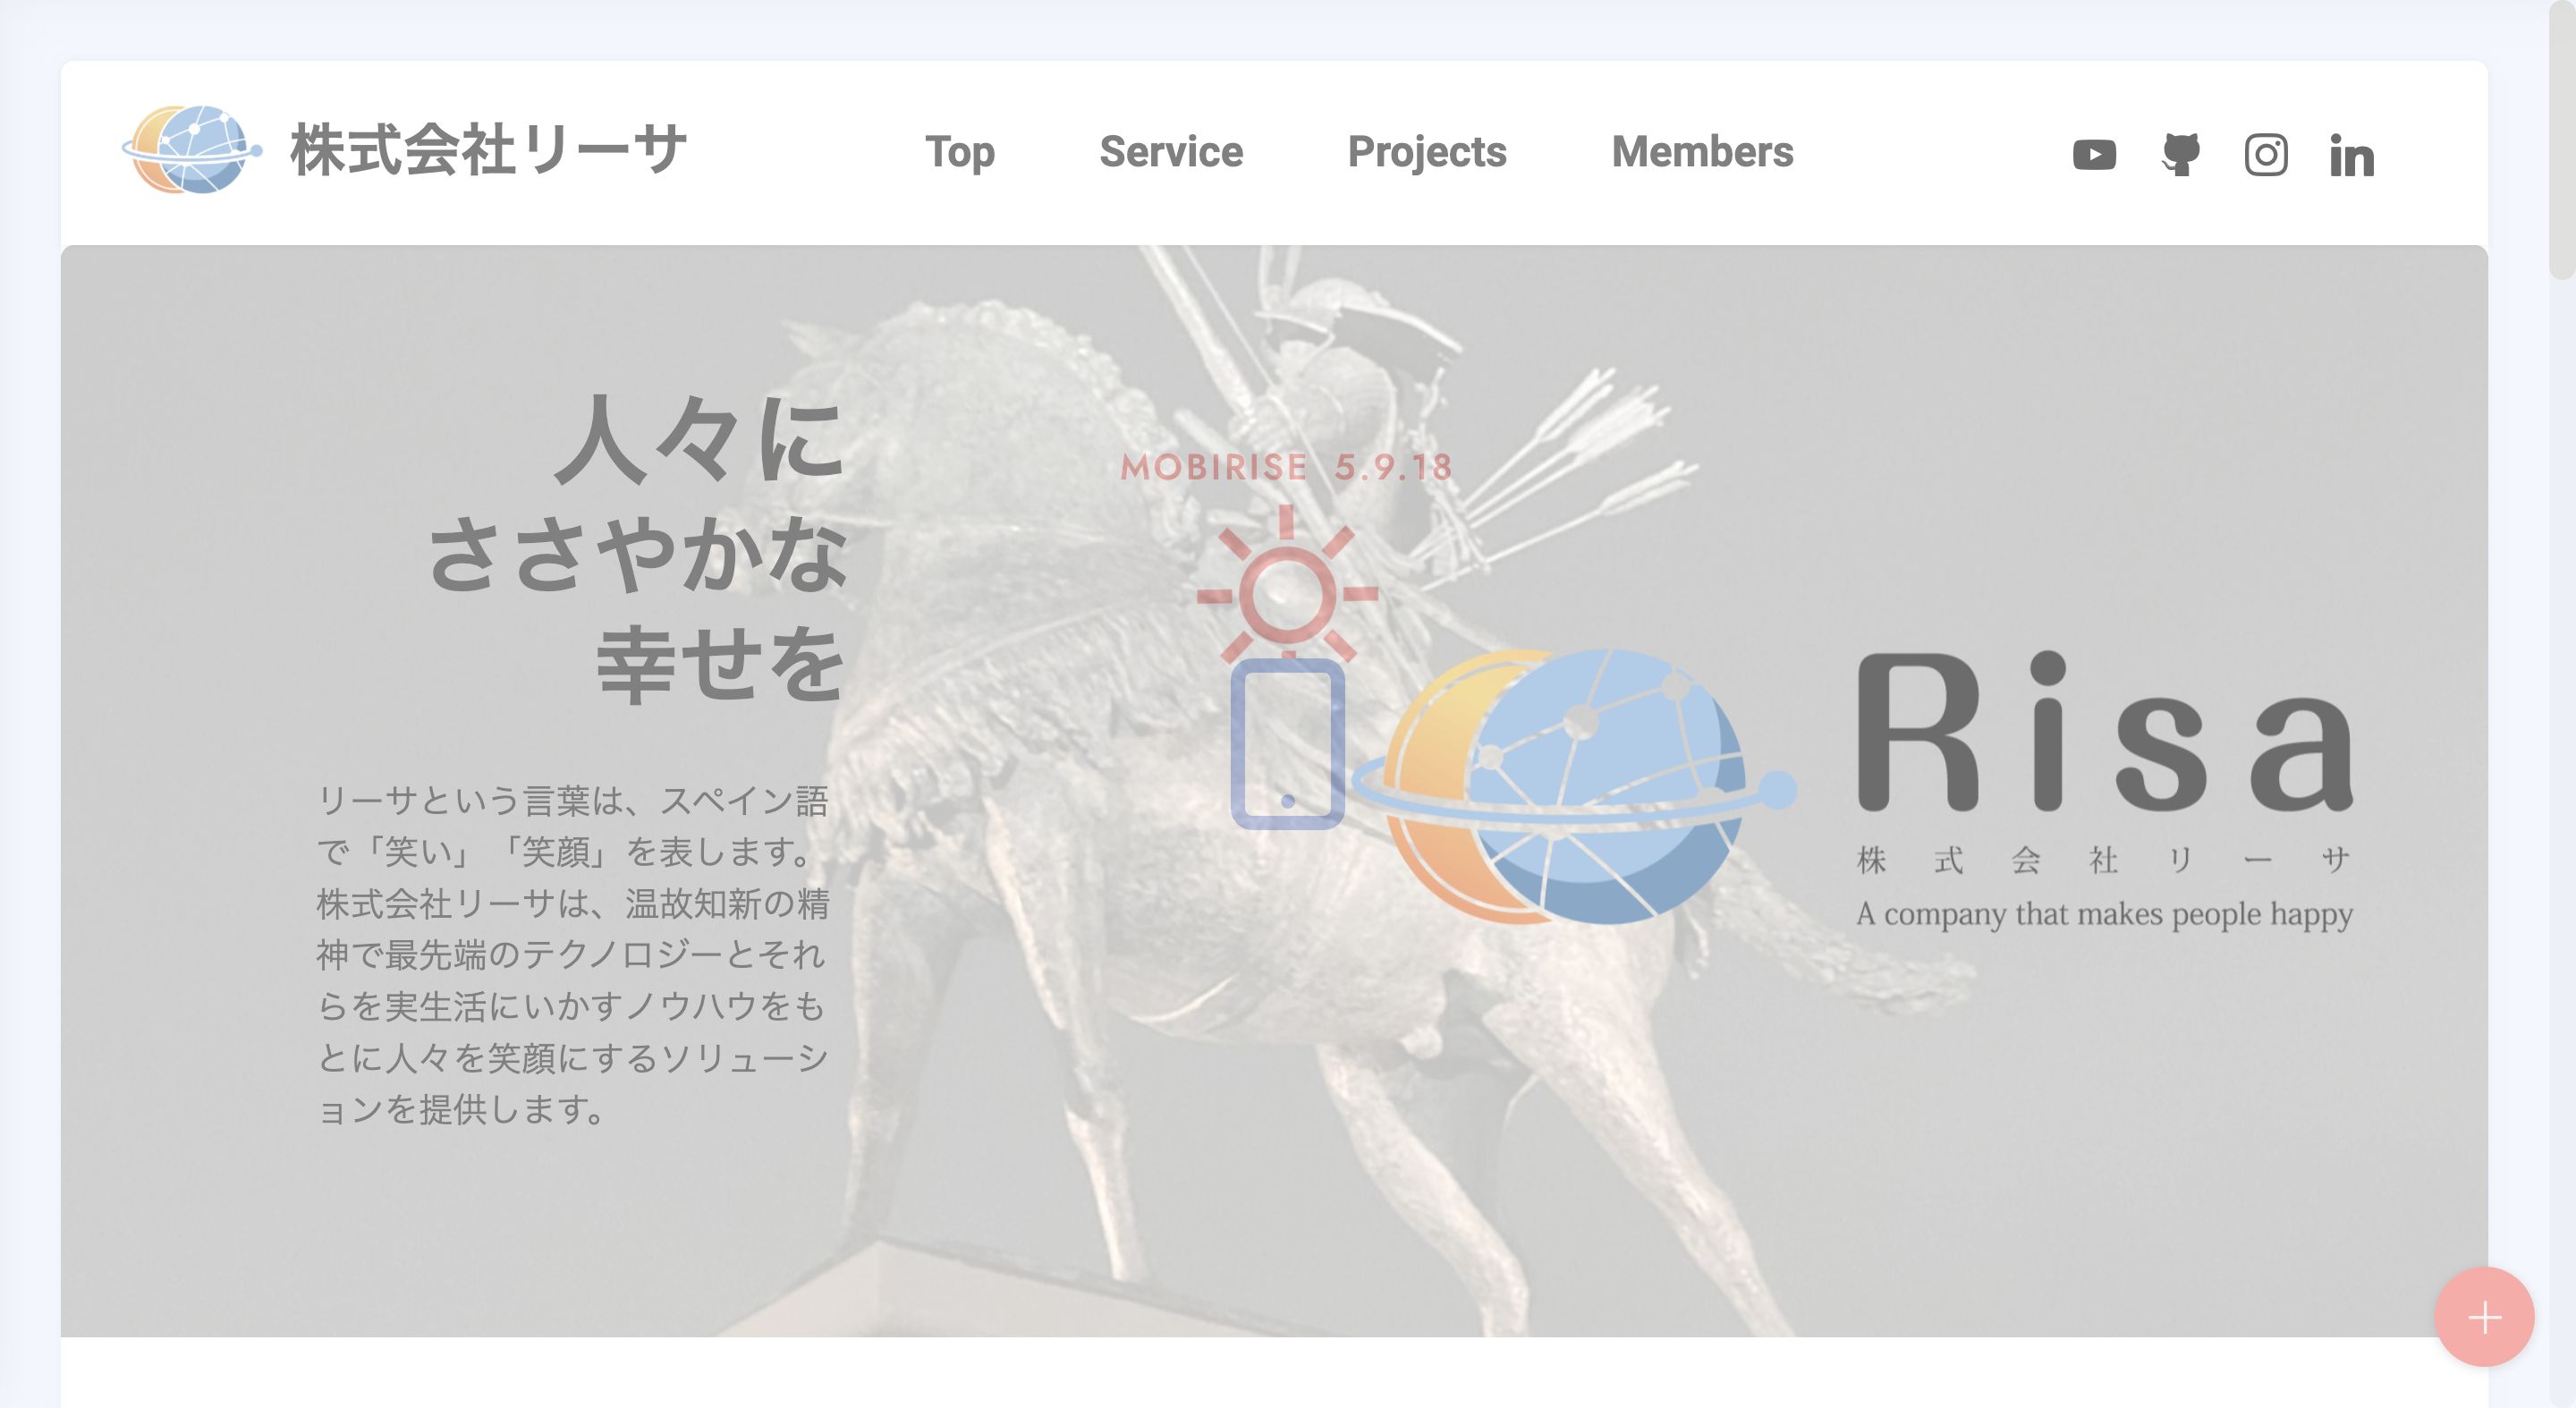 株式会社リーサ
Top Service Projects Members
人々に
ささやかな
幸せを
MOBIRISE 5.9.18
リーサという言葉は、スペイン語
で「笑い」「笑顔」を表します。
株式会社リーサは、温故知新の精
神で最先端のテクノロジーとそれ
らを実生活にいかすノウハウをも
とに人々を笑顔にするソリューシ
ョンを提供します。
Risa
株式会社リーサ
A company that makes people happy